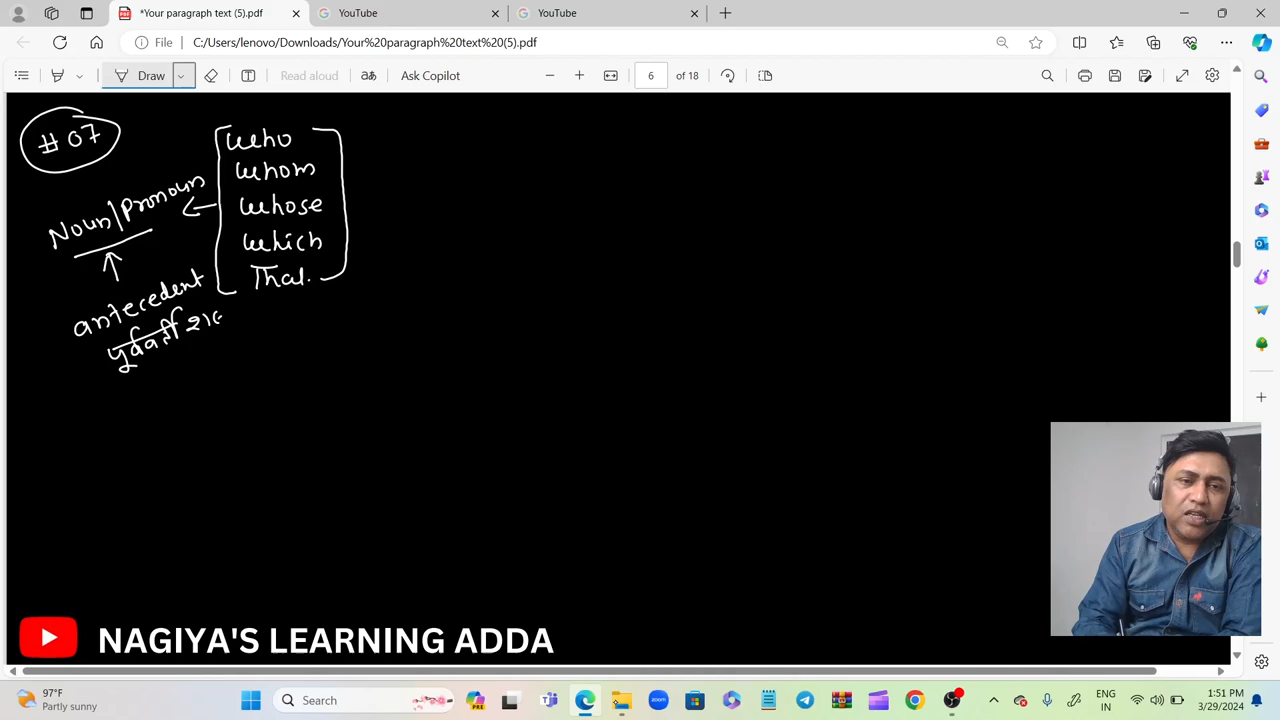 *Your paragraph text (5).pdf
YouTube
YouTube
File
C:/Users/lenovo/Downloads/Your%20paragraph%20text%20(5).pdf
Draw
Read aloud
Ask Copilot
6 of 18
# 07
Who
Whom
Whose
Which
That.
Noun/Pronoun
antecedent
NAGIYA'S LEARNING ADDA
97°F
Partly sunny
Search
ENG
IN
1:51 PM
3/29/2024